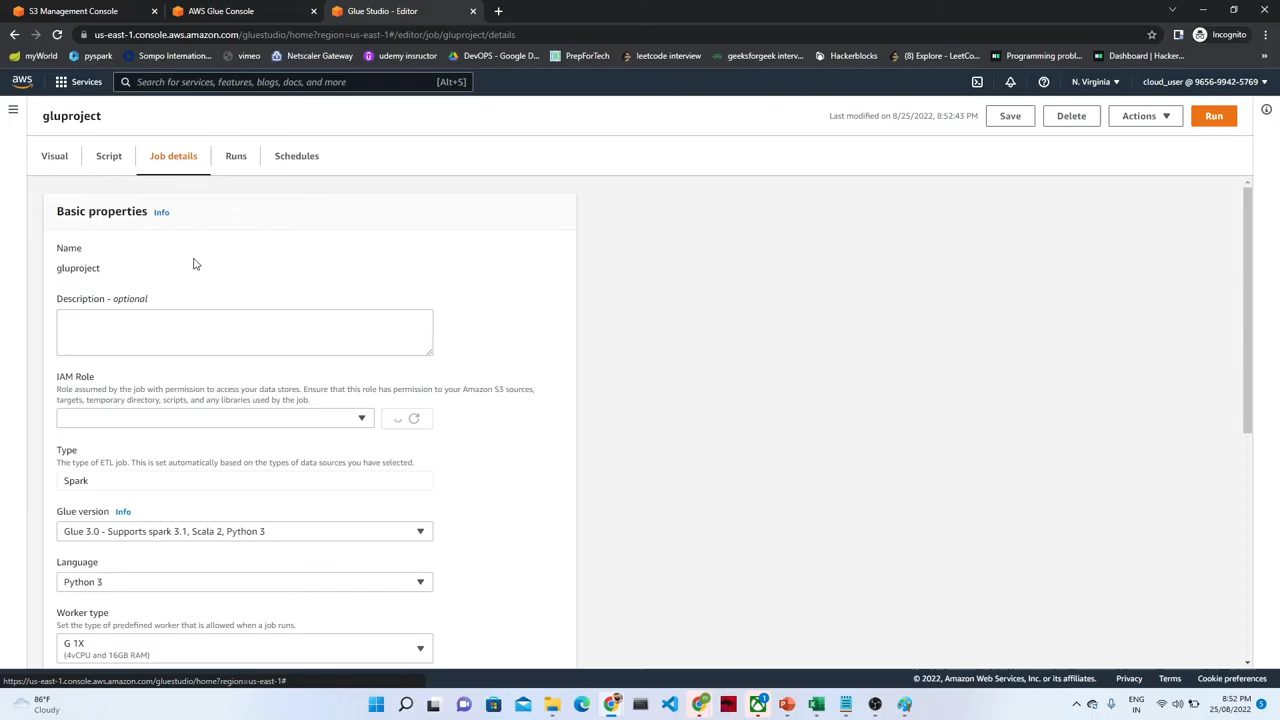 S3 Management Console
AWS Glue Console
Glue Studio - Editor
us-east-1.console.aws.amazon.com/gluestudio/home?region=us-east-1#/editor/job/gluproject/details
Incognito
myWorld
pyspark
aws instructor
Netscaler Gateway
udemy insructor
DevOPS - Google D...
PrepForTech
leetcode interview
geeksforgeek interv...
Hackerrank
Explore - LeetCo...
Programming probl...
Dashboard | Hacker...
aws
Services
Search for services, features, blogs, docs, and more
[Alt+S]
N. Virginia
cloud_user @ 9656-9942-5769
gluproject
Last modified on 8/25/2022, 8:52:43 PM
Save
Delete
Actions
Run
Visual
Script
Job details
Runs
Schedules
Basic properties Info
Name
gluproject
Description - optional
IAM Role
Role assumed by the job with permission to access your data stores. Ensure that this role has permission to your Amazon S3 sources,
targets, temporary directory, scripts, and any libraries used by the job.
Type
The type of ETL job. This is set automatically based on the types of data sources you have selected.
Spark
Glue version Info
Glue 3.0 - Supports spark 3.1, Scala 2, Python 3
Language
Python 3
Worker type
Set the type of predefined worker that is allowed when a job runs.
G 1X
(4vCPU and 16GB RAM)
https://us-east-1.console.aws.amazon.com/gluestudio/home?region=us-east-1#
© 2022, Amazon Web Services, Inc. or its affiliates.
Privacy
Terms
Cookie preferences
86°F
Cloudy
ENG
IN
8:52 PM
25/08/2022